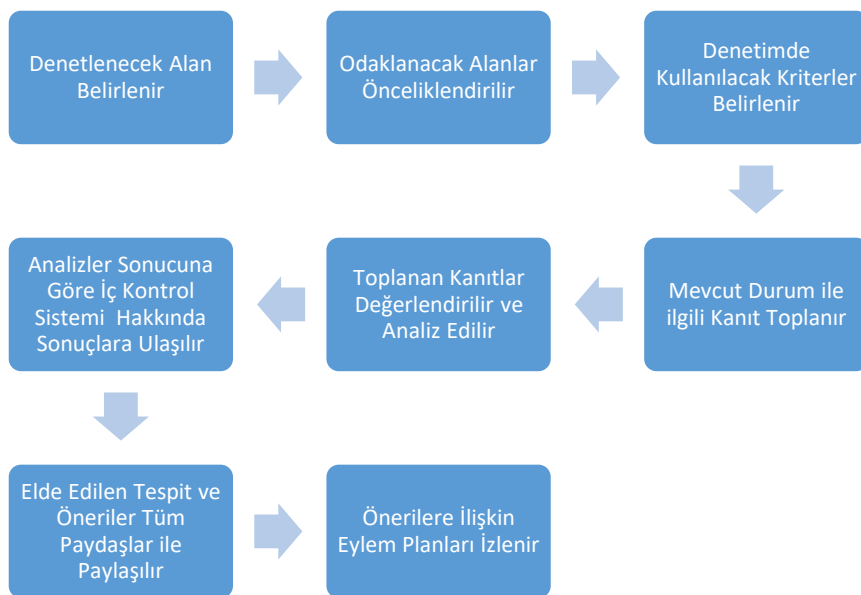 Denetlenecek Alan
Belirlenir
Odaklanacak Alanlar
Önceliklendirilir
Denetimde
Kullanılacak Kriterler
Belirlenir
Mevcut Durum ile
ilgili Kanıt Toplanır
Toplanan Kanıtlar
Değerlendirilir ve
Analiz Edilir
Analizler Sonucuna
Göre İç Kontrol
Sistemi Hakkında
Sonuçlara Ulaşılır
Elde Edilen Tespit ve
Öneriler Tüm
Paydaşlar ile
Paylaşılır
Önerilere İlişkin
Eylem Planları İzlenir